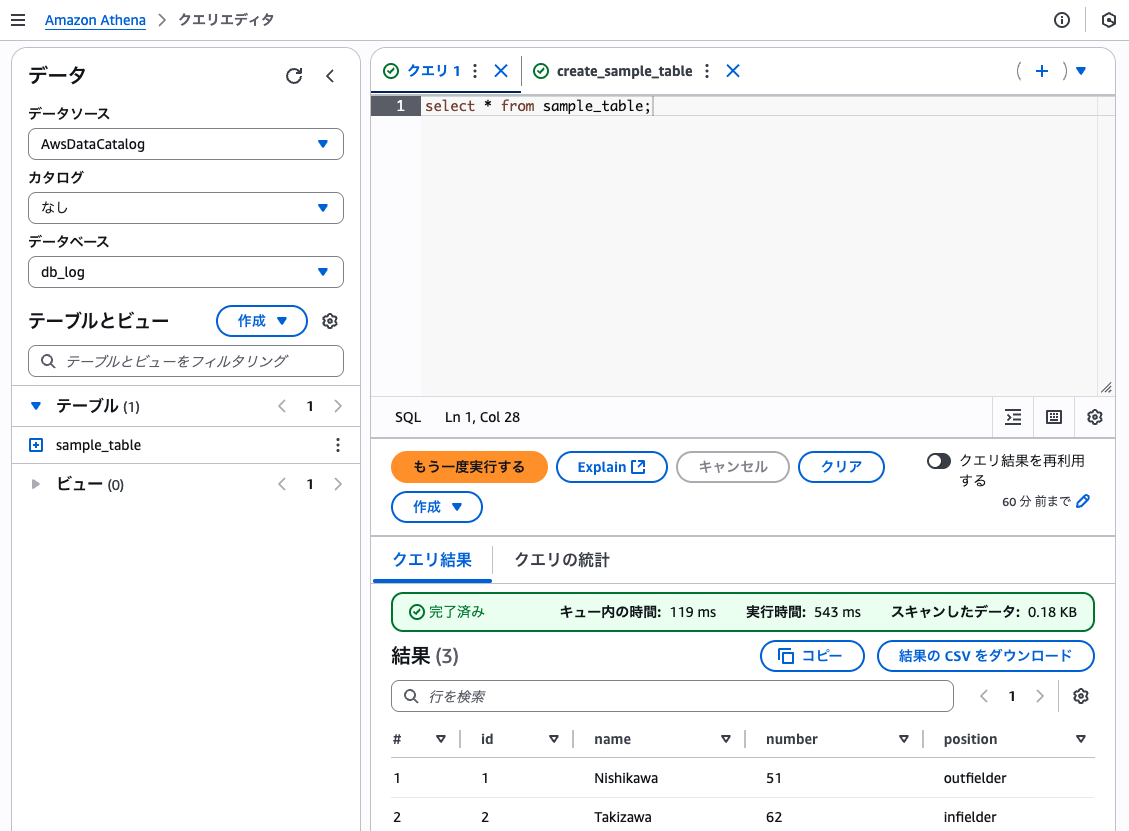 Amazon Athena > クエリエディタ
データ
データソース
AwsDataCatalog
カタログ
なし
データベース
db_log
テーブルとビュー 作成
テーブルとビューをフィルタリング
テーブル (1) 1
sample_table
ビュー (0) 1
クエリ 1 create_sample_table
1 select * from sample_table;
SQL Ln 1, Col 28
もう一度実行する Explain キャンセル クリア
作成
クエリ結果を再利用
する
60 分 前まで
クエリ結果 クエリの統計
完了済み キュー内の時間: 119 ms 実行時間: 543 ms スキャンしたデータ: 0.18 KB
結果 (3) コピー 結果の CSV をダウンロード
行を検索 1
# id name number position
1 1 Nishikawa 51 outfielder
2 2 Takizawa 62 infielder